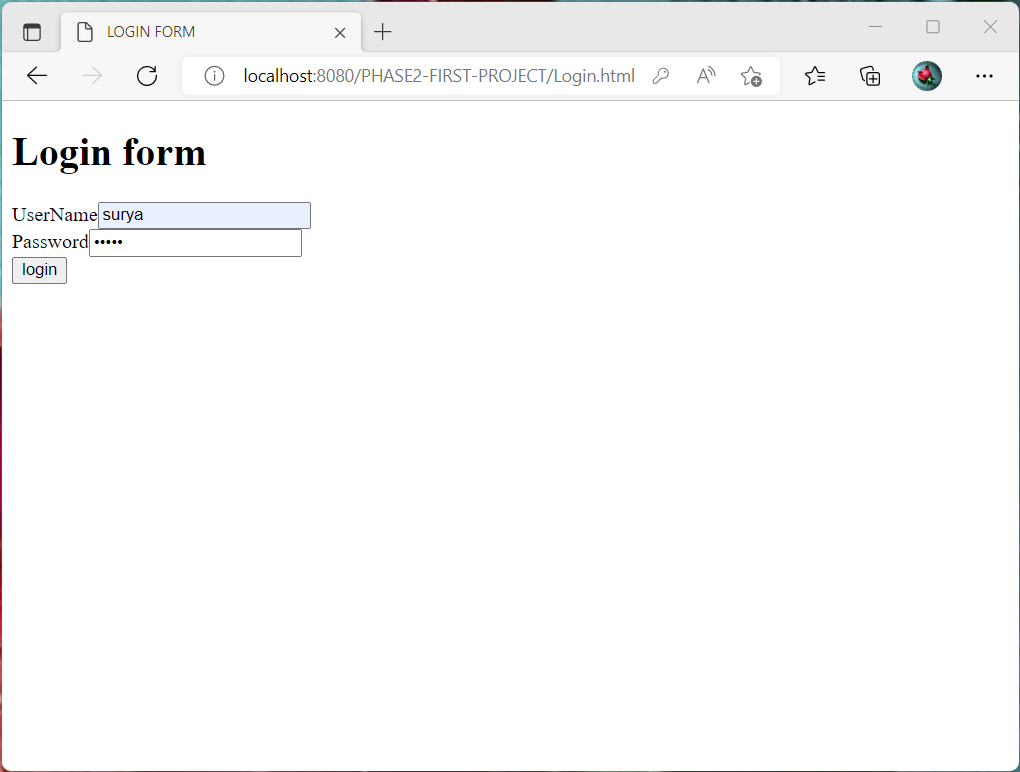 LOGIN FORM
localhost:8080/PHASE2-FIRST-PROJECT/Login.html
Login form
UserName surya
Password •••••
login